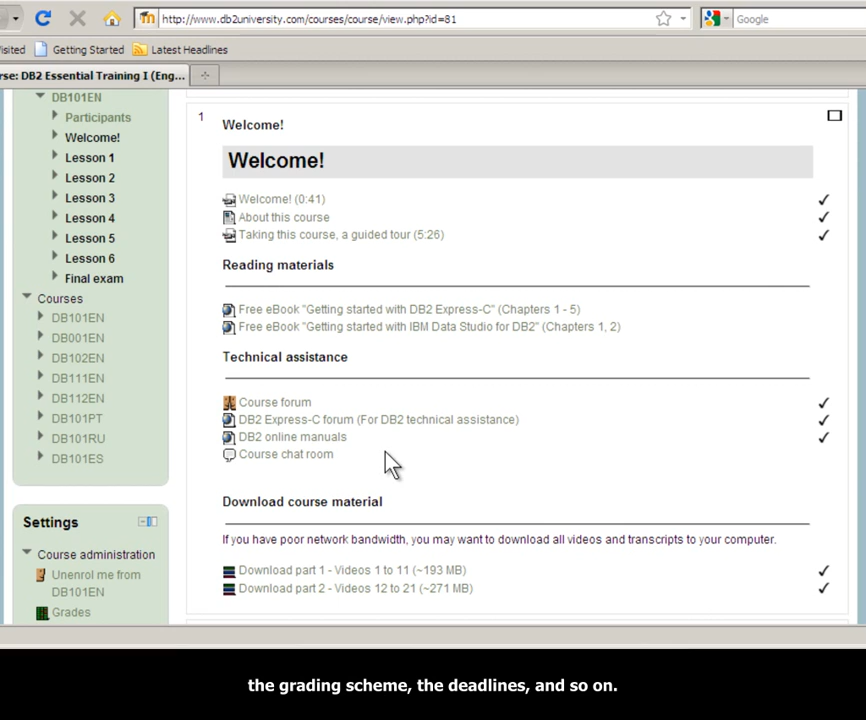 http://www.db2university.com/courses/course/view.php?id=81
Google
isited
Getting Started
Latest Headlines
rse: DB2 Essential Training I (Eng...
DB101EN
Participants
Welcome!
Lesson 1
Lesson 2
Lesson 3
Lesson 4
Lesson 5
Lesson 6
Final exam
Courses
DB101EN
DB001EN
DB102EN
DB111EN
DB112EN
DB101PT
DB101RU
DB101ES
Settings
Course administration
Unenrol me from
DB101EN
Grades
1
Welcome!
Welcome!
Welcome! (0:41)
About this course
Taking this course, a guided tour (5:26)
Reading materials
Free eBook "Getting started with DB2 Express-C" (Chapters 1 - 5)
Free eBook "Getting started with IBM Data Studio for DB2" (Chapters 1, 2)
Technical assistance
Course forum
DB2 Express-C forum (For DB2 technical assistance)
DB2 online manuals
Course chat room
Download course material
If you have poor network bandwidth, you may want to download all videos and transcripts to your computer.
Download part 1 - Videos 1 to 11 (~193 MB)
Download part 2 - Videos 12 to 21 (~271 MB)
the grading scheme, the deadlines, and so on.